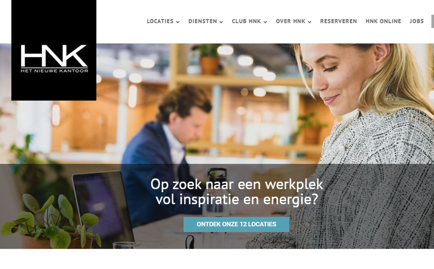 LOCATIES
DIENSTEN
CLUB HNK
OVER HNK
RESERVEREN
HNK ONLINE
JOBS
HNK
HET NIEUWE KANTOOR
Op zoek naar een werkplek
vol inspiratie en energie?
ONTDEK ONZE 12 LOCATIES